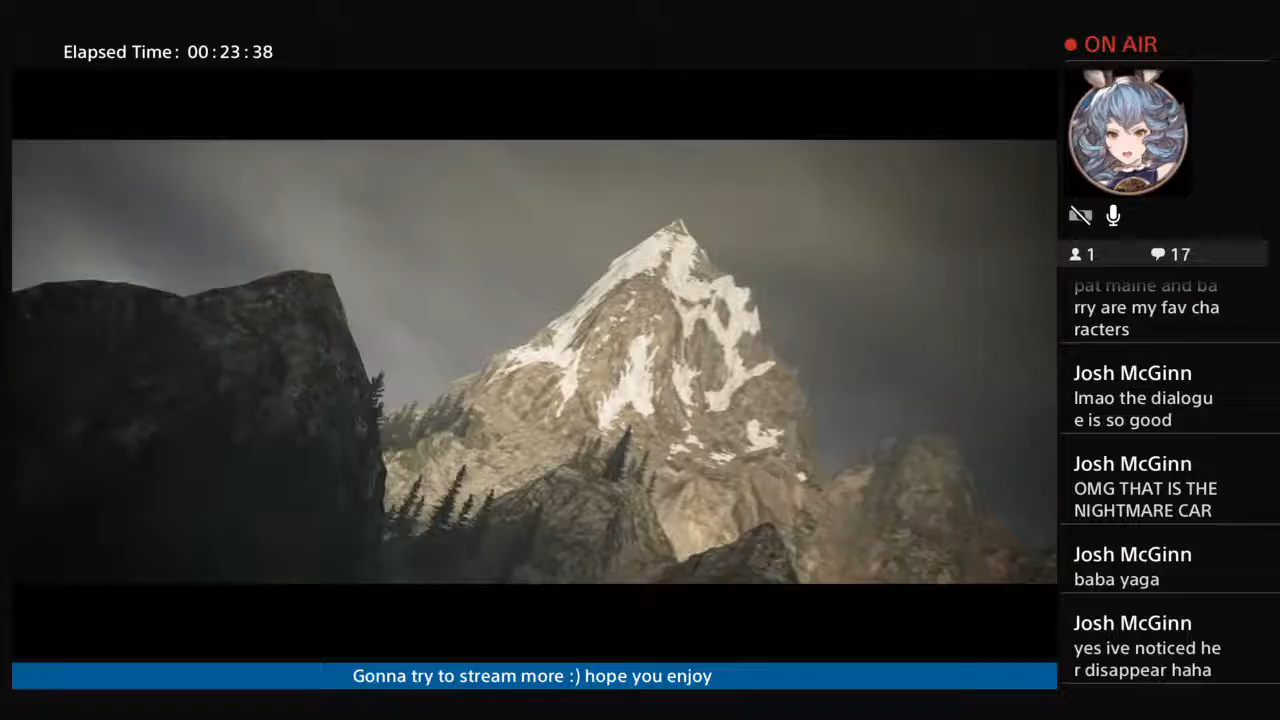 Elapsed Time: 00:23:38
ON AIR
1
17
pat maine and ba
rry are my fav cha
racters
Josh McGinn
lmao the dialogu
e is so good
Josh McGinn
OMG THAT IS THE
NIGHTMARE CAR
Josh McGinn
baba yaga
Josh McGinn
yes ive noticed he
r disappear haha
Gonna try to stream more :) hope you enjoy